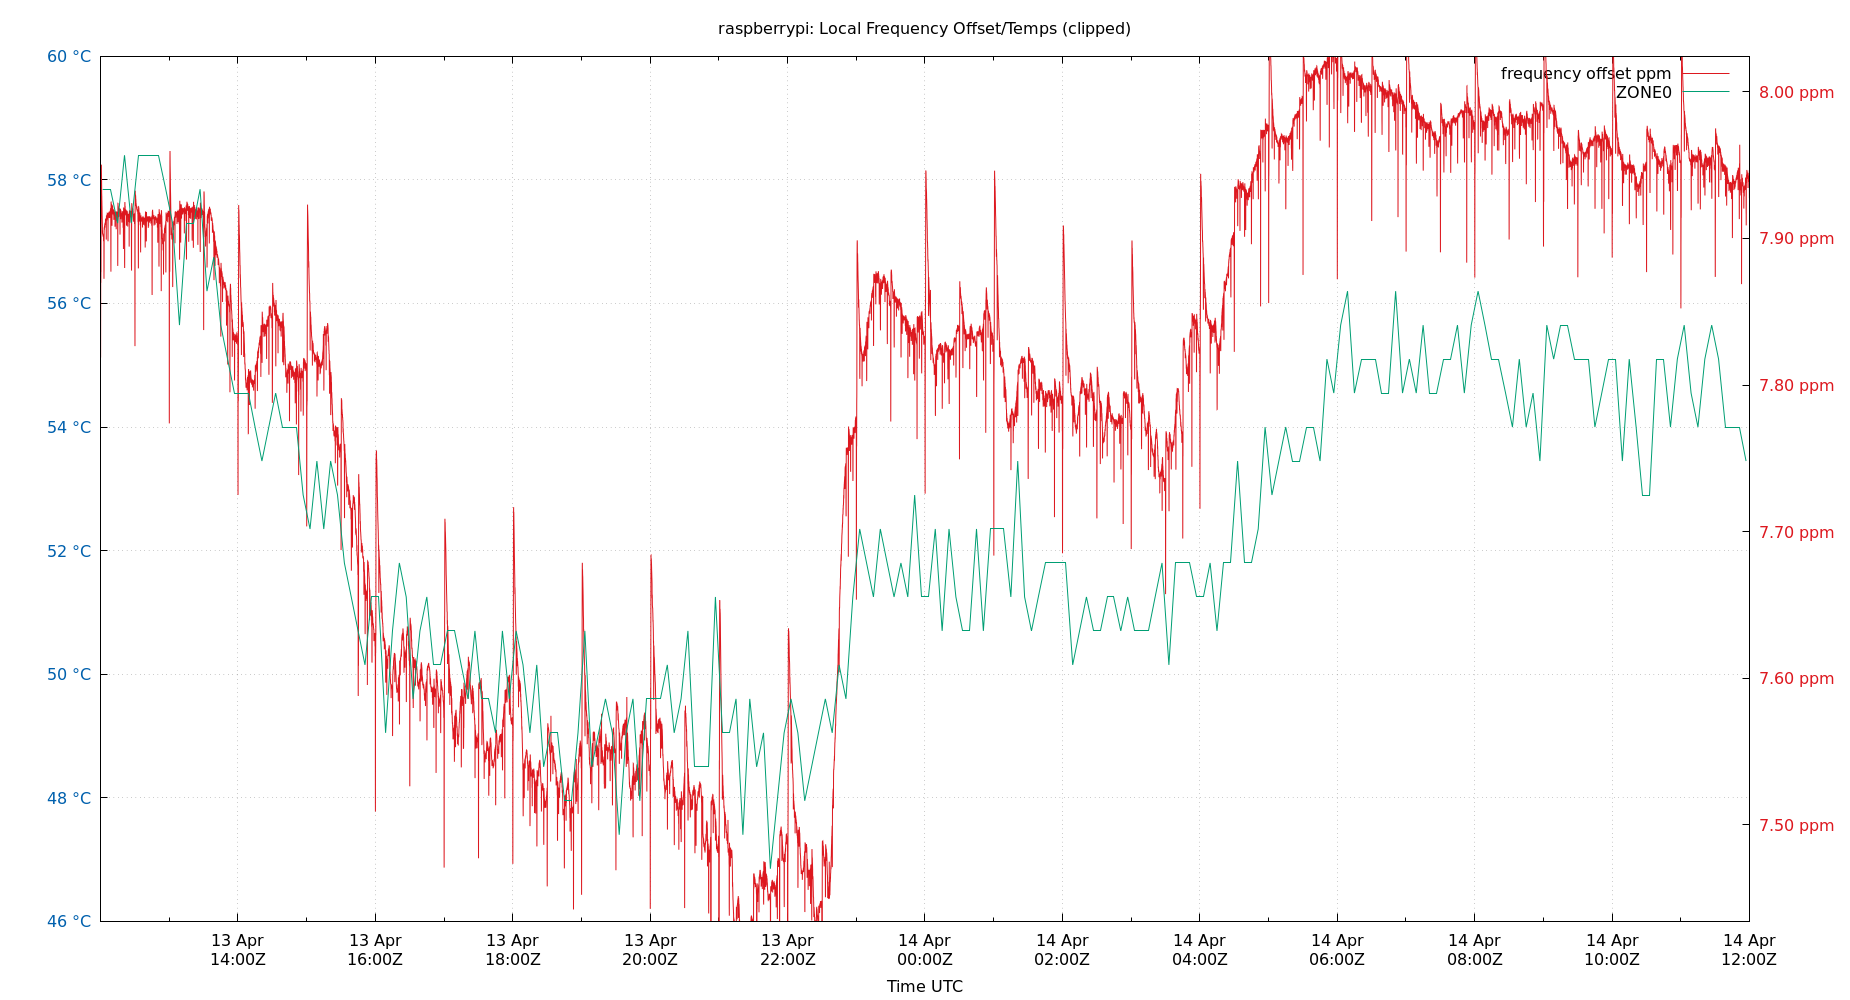 raspberrypi: Local Frequency Offset/Temps (clipped)
60 °C
58 °C
56 °C
54 °C
52 °C
50 °C
48 °C
46 °C
frequency offset ppm
ZONE0
8.00 ppm
7.90 ppm
7.80 ppm
7.70 ppm
7.60 ppm
7.50 ppm
13 Apr
14:00Z
13 Apr
16:00Z
13 Apr
18:00Z
13 Apr
20:00Z
13 Apr
22:00Z
14 Apr
00:00Z
14 Apr
02:00Z
14 Apr
04:00Z
14 Apr
06:00Z
14 Apr
08:00Z
14 Apr
10:00Z
14 Apr
12:00Z
Time UTC